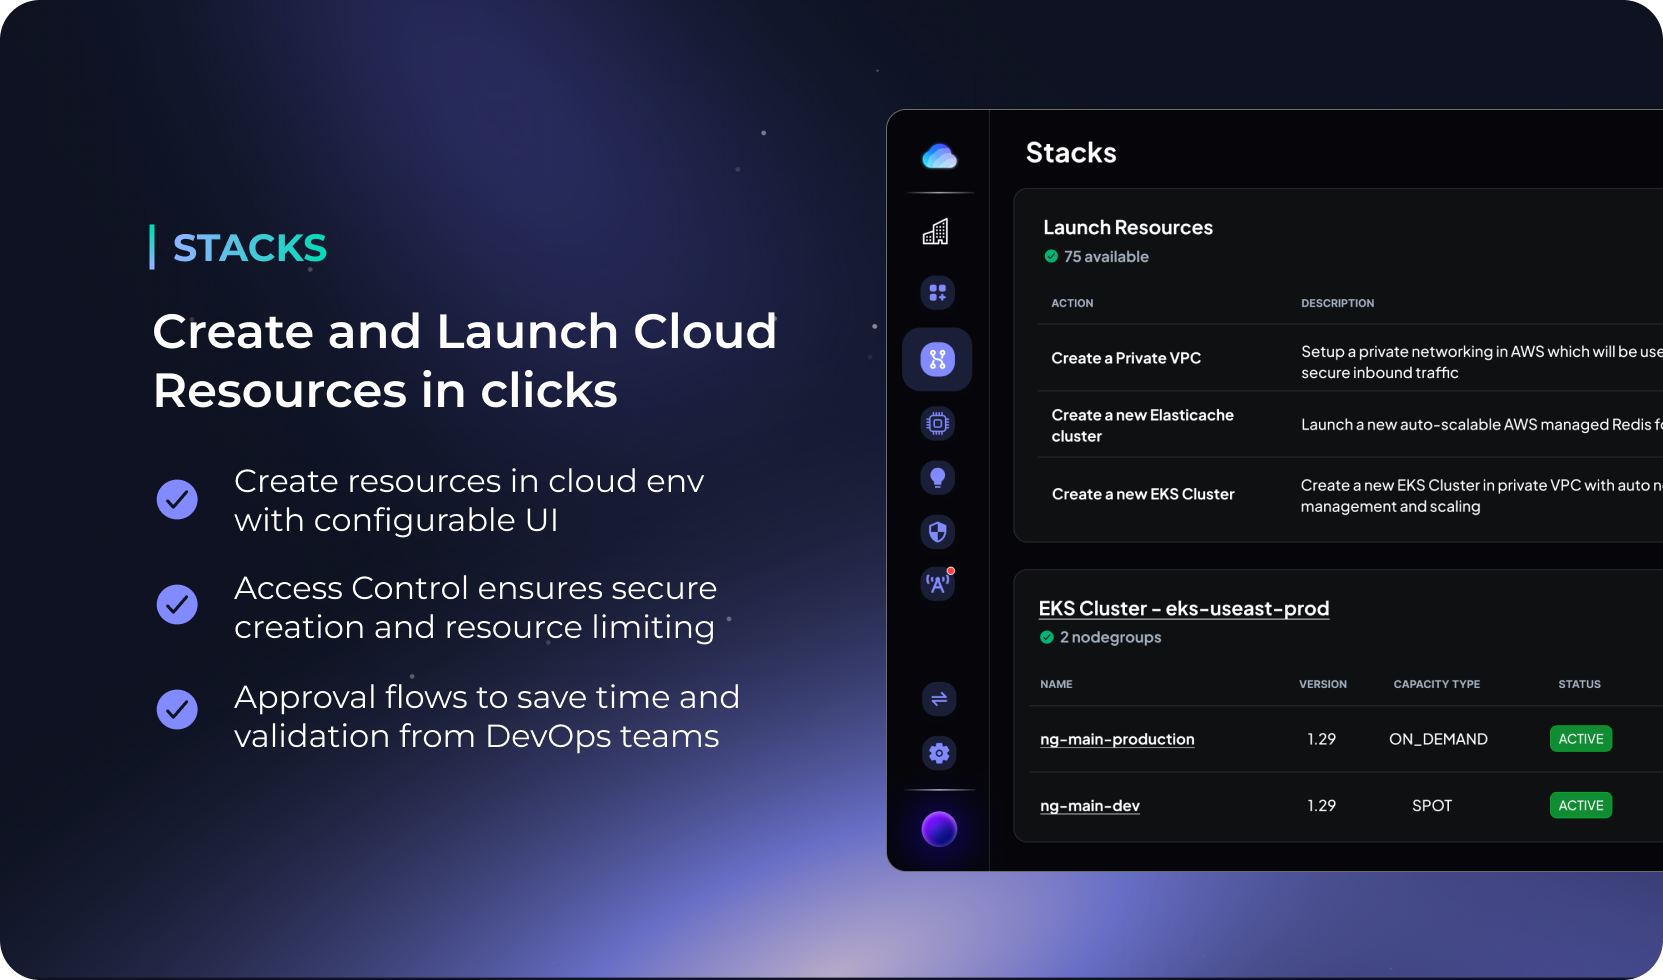 STACKS
Create and Launch Cloud
Resources in clicks
Create resources in cloud env
with configurable UI
Access Control ensures secure
creation and resource limiting
Approval flows to save time and
validation from DevOps teams
Stacks
Launch Resources
75 available
ACTION DESCRIPTION
Create a Private VPC
Setup a private networking in AWS which will be use
secure inbound traffic
Create a new Elasticache
cluster
Launch a new auto-scalable AWS managed Redis fo
Create a new EKS Cluster
Create a new EKS Cluster in private VPC with auto n
management and scaling
EKS Cluster - eks-useast-prod
2 nodegroups
NAME VERSION CAPACITY TYPE STATUS
ng-main-production 1.29 ON_DEMAND ACTIVE
ng-main-dev 1.29 SPOT ACTIVE